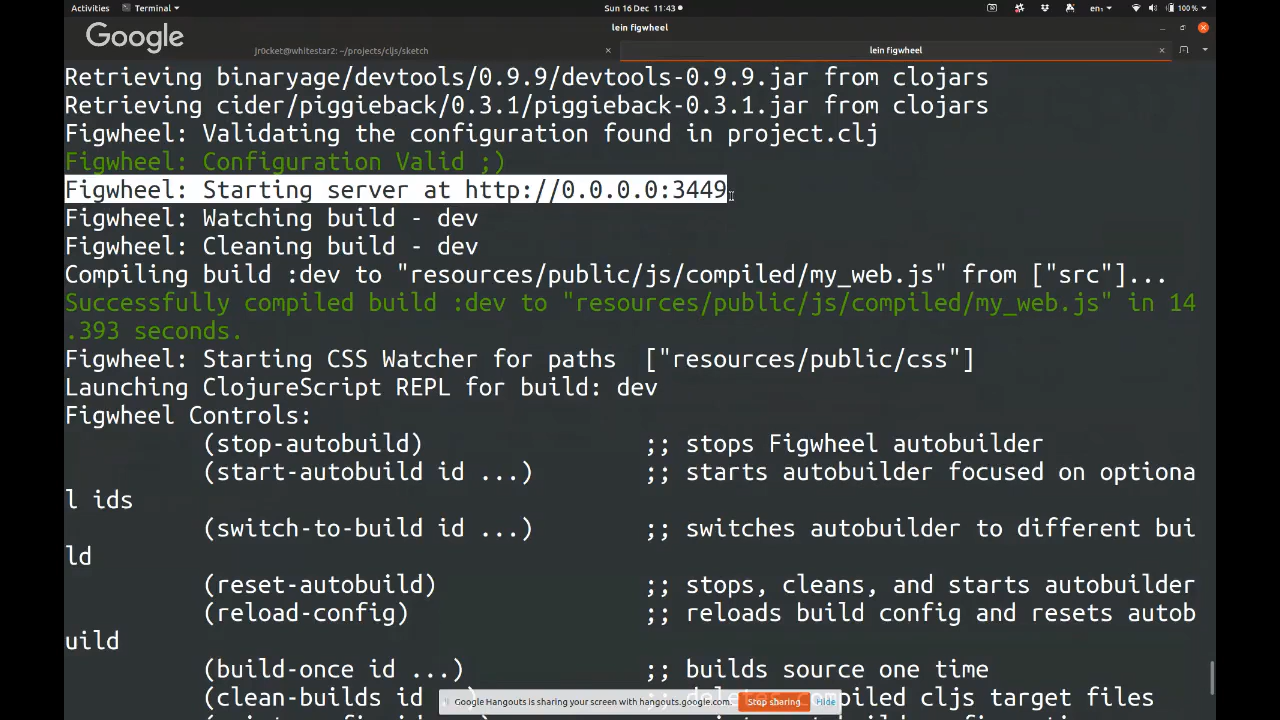 Activities Terminal Sun 16 Dec 11:43 en₁ 100 %
lein figwheel
Google
jr0cket@whitestar2: ~/projects/cljs/sketch × lein figwheel ×
Retrieving binaryage/devtools/0.9.9/devtools-0.9.9.jar from clojars
Retrieving cider/piggieback/0.3.1/piggieback-0.3.1.jar from clojars
Figwheel: Validating the configuration found in project.clj
Figwheel: Configuration Valid ;)
Figwheel: Starting server at http://0.0.0.0:3449
Figwheel: Watching build - dev
Figwheel: Cleaning build - dev
Compiling build :dev to "resources/public/js/compiled/my_web.js" from ["src"]...
Successfully compiled build :dev to "resources/public/js/compiled/my_web.js" in 14
.393 seconds.
Figwheel: Starting CSS Watcher for paths  ["resources/public/css"]
Launching ClojureScript REPL for build: dev
Figwheel Controls:
(stop-autobuild) ;; stops Figwheel autobuilder
(start-autobuild id ...) ;; starts autobuilder focused on optiona
l ids
(switch-to-build id ...) ;; switches autobuilder to different bui
ld
(reset-autobuild) ;; stops, cleans, and starts autobuilder
(reload-config) ;; reloads build config and resets autob
uild
(build-once id ...) ;; builds source one time
(clean-builds id compiled cljs target files
Google Hangouts is sharing your screen with hangouts.google.com. Stop sharing Hide